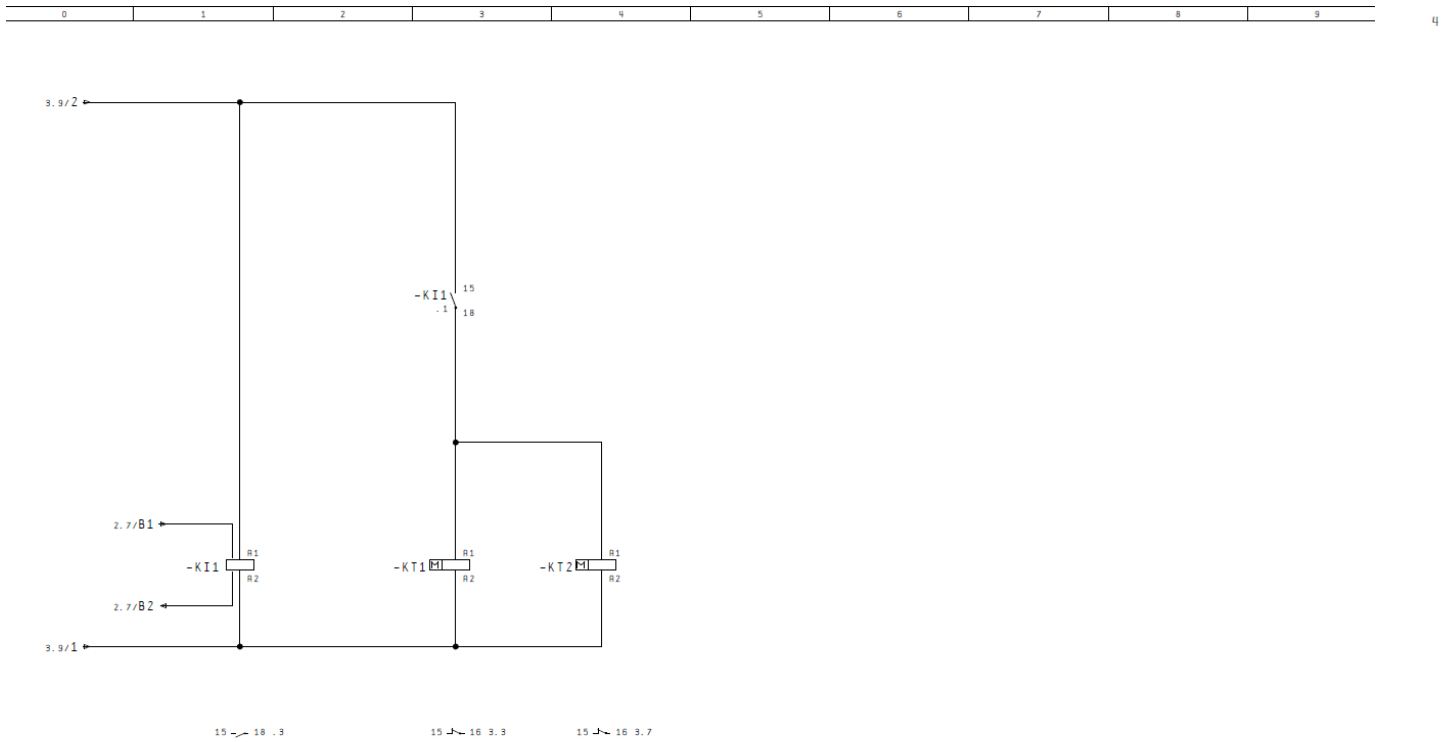 0 1 2 3 4 5 6 7 8 9
4
3.9/2
-KI1 15
.1 18
2.7/B1
A1 A1 A1
-KI1 -KT1 M -KT2 M
A2 A2 A2
2.7/B2
3.9/1
15 18 .3 15 16 3.3 15 16 3.7